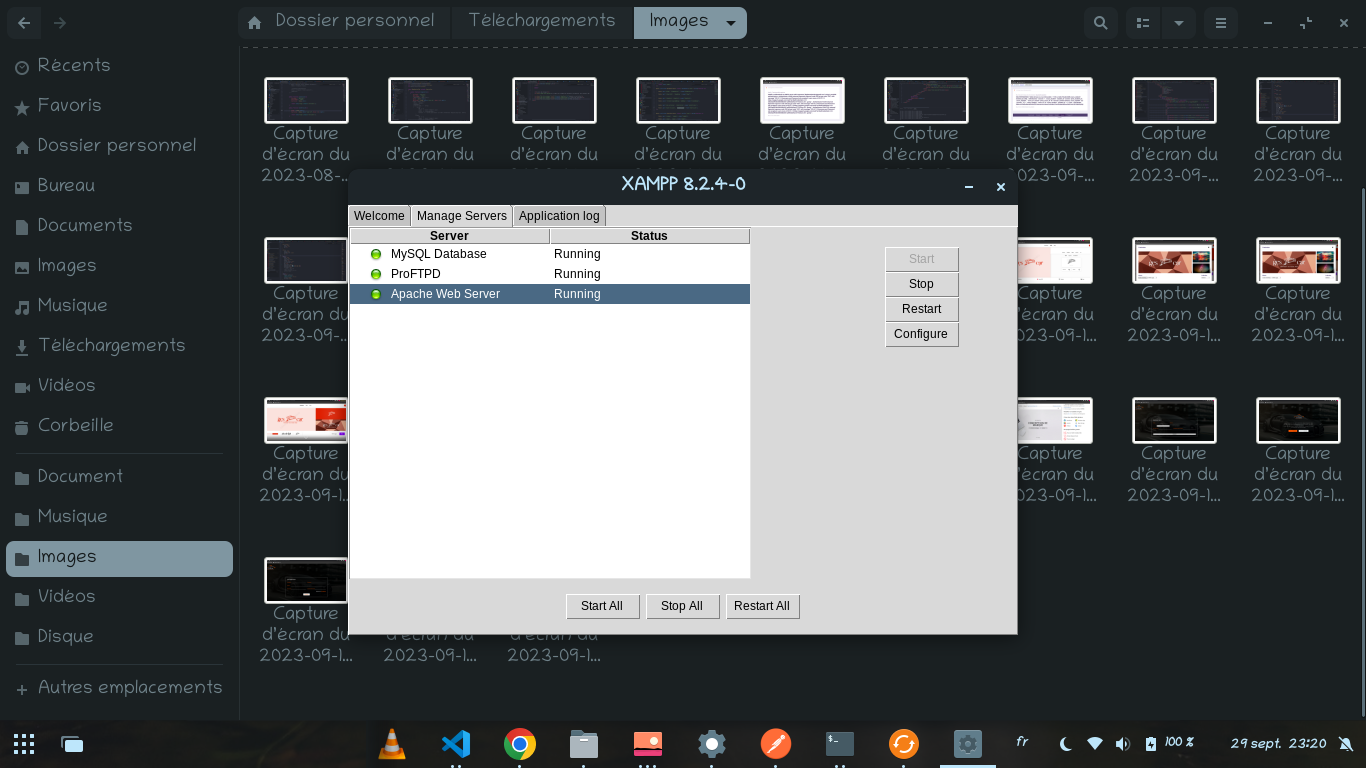 Dossier personnel Téléchargements Images
Récents
Favoris
Dossier personnel
Bureau
Documents
Images
Musique
Téléchargements
Vidéos
Corbeille
Document
Musique
Images
Vidéos
Disque
Autres emplacements
Capture Capture Capture Capture Capture Capture Capture Capture Capture
d'écran du d'écran du d'écran du d'écran du d'écran du d'écran du d'écran du d'écran du d'écran du
2023-08-... 2023-09-... 2023-09-... 2023-09-...
XAMPP 8.2.4-0
Welcome Manage Servers Application log
Server Status
MySQL Database Running
ProFTPD Running
Apache Web Server Running
Start
Stop
Restart
Configure
Start All Stop All Restart All
Capture Capture Capture Capture
d'écran du d'écran du d'écran du d'écran du
2023-09-... 2023-09-1... 2023-09-1... 2023-09-1...
Capture Capture Capture Capture
d'écran du d'écran du d'écran du d'écran du
2023-09-1... 2023-09-1... 2023-09-1... 2023-09-1...
Capture
d'écran du d'écran du d'écran du
2023-09-1... 2023-09-1... 2023-09-1...
$_
fr 100 % 29 sept. 23:20